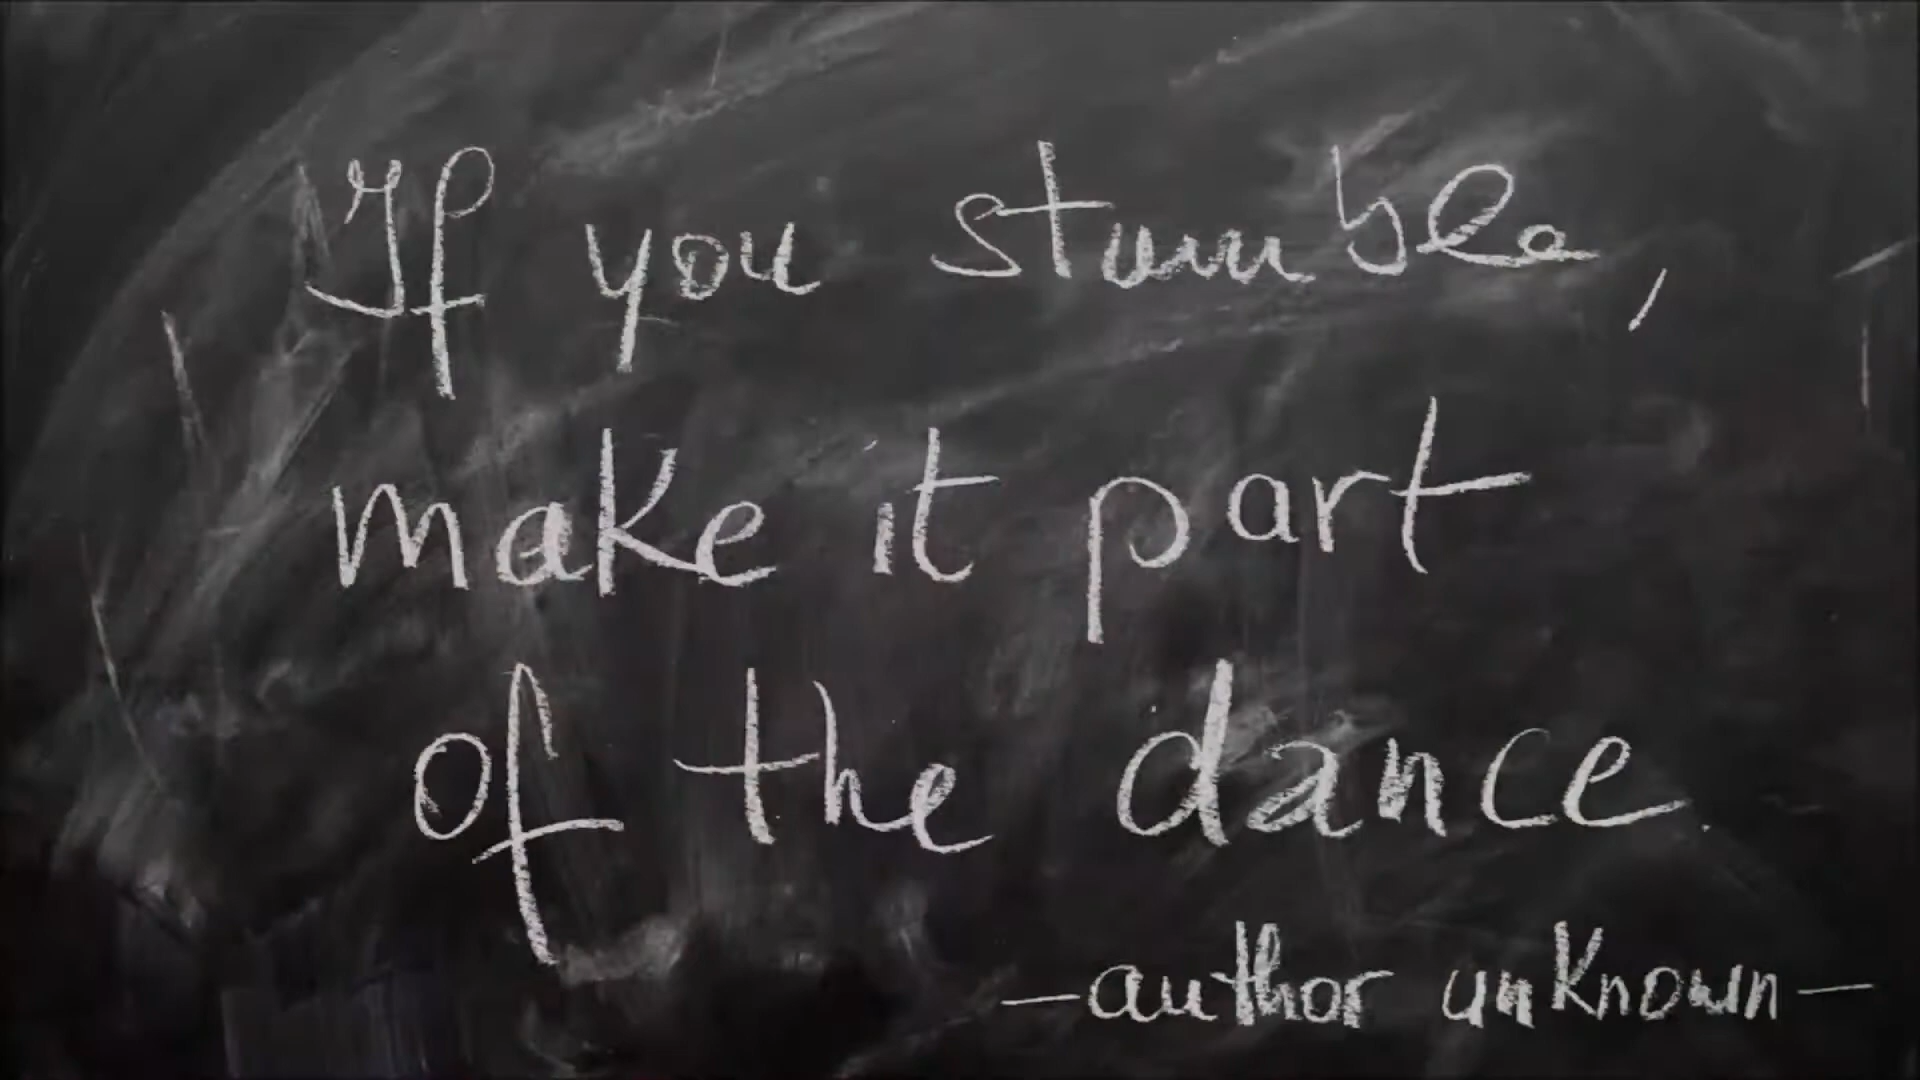 If you stumble,
make it part
of the dance.
—author unknown—